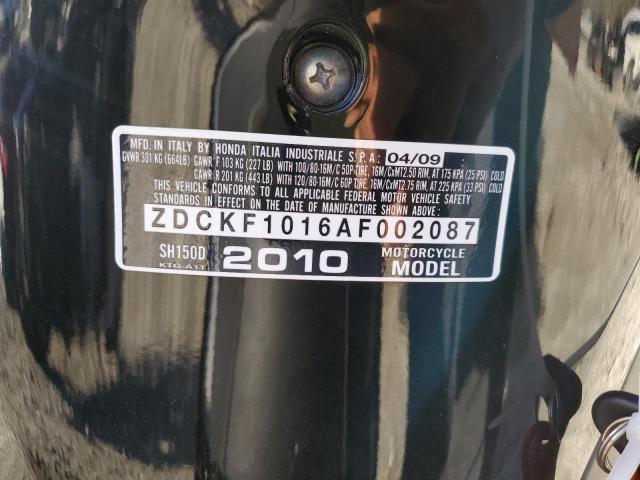 MFD. IN ITALY BY HONDA ITALIA INDUSTRIALE S.P.A: 04/09
GVWR 301 KG (664LB) GAWR F 103 KG (227 LB) WITH 100/80-16M/C 50P TIRE, 16M/CxMT2.50 RIM, AT 175 KPA (25 PSI) COLD
GAWR R 201 KG (443 LB) WITH 120/80-16M/C 60P TIRE, 16M/CxMT2.75 RIM, AT 225 KPA (33 PSI) COLD
THIS VEHICLE CONFORMS TO ALL APPLICABLE FEDERAL MOTOR VEHICLE SAFETY
STANDARDS IN EFFECT ON THE DATE OF MANUFACTURE SHOWN ABOVE.
ZDCKF1016AF002087
SH150D 2010 MOTORCYCLE
KTG-A11 MODEL